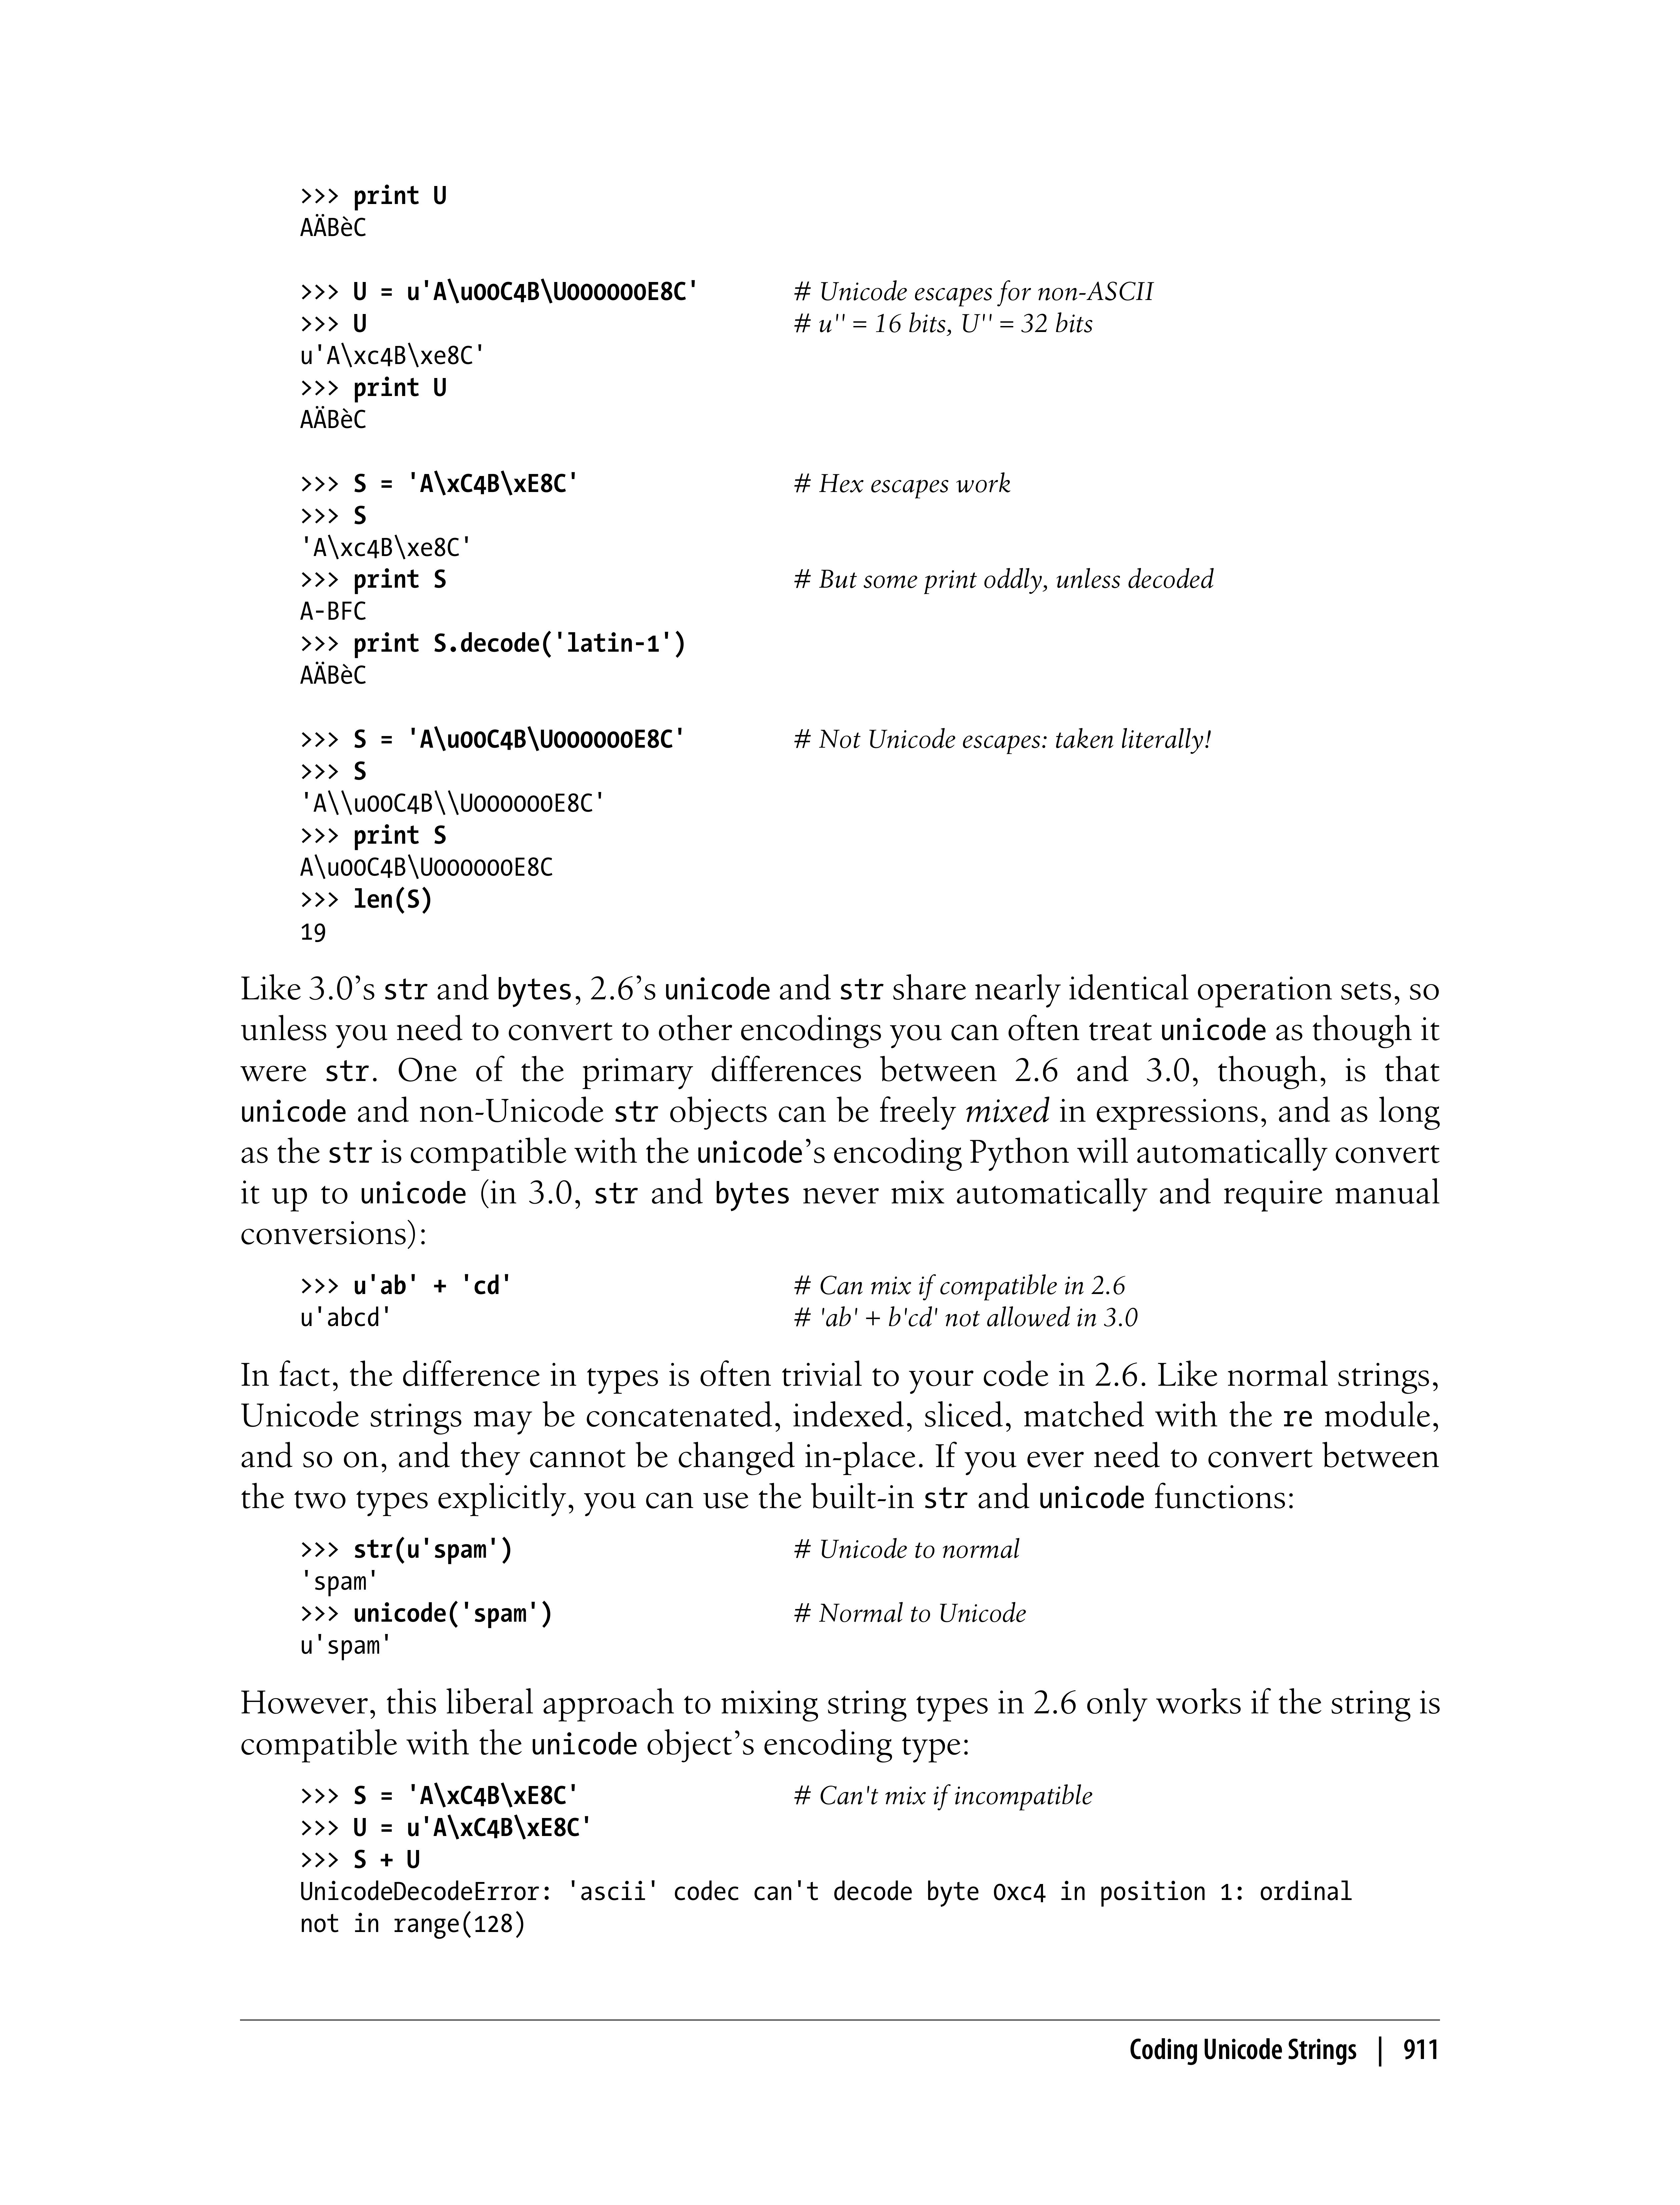 >>> print U
AÄBèC
>>> U = u'A\u00C4B\U000000E8C' # Unicode escapes for non-ASCII
>>> U # u'' = 16 bits, U'' = 32 bits
u'A\xc4B\xe8C'
>>> print U
AÄBèC
>>> S = 'A\xC4B\xE8C' # Hex escapes work
>>> S
'A\xc4B\xe8C'
>>> print S # But some print oddly, unless decoded
A-BFC
>>> print S.decode('latin-1')
AÄBèC
>>> S = 'A\u00C4B\U000000E8C' # Not Unicode escapes: taken literally!
>>> S
'A\\u00C4B\\U000000E8C'
>>> print S
A\u00C4B\U000000E8C
>>> len(S)
19
Like 3.0’s str and bytes, 2.6’s unicode and str share nearly identical operation sets, so
unless you need to convert to other encodings you can often treat unicode as though it
were str. One of the primary differences between 2.6 and 3.0, though, is that
unicode and non-Unicode str objects can be freely mixed in expressions, and as long
as the str is compatible with the unicode’s encoding Python will automatically convert
it up to unicode (in 3.0, str and bytes never mix automatically and require manual
conversions):
>>> u'ab' + 'cd' # Can mix if compatible in 2.6
u'abcd' # 'ab' + b'cd' not allowed in 3.0
In fact, the difference in types is often trivial to your code in 2.6. Like normal strings,
Unicode strings may be concatenated, indexed, sliced, matched with the re module,
and so on, and they cannot be changed in-place. If you ever need to convert between
the two types explicitly, you can use the built-in str and unicode functions:
>>> str(u'spam') # Unicode to normal
'spam'
>>> unicode('spam') # Normal to Unicode
u'spam'
However, this liberal approach to mixing string types in 2.6 only works if the string is
compatible with the unicode object’s encoding type:
>>> S = 'A\xC4B\xE8C' # Can't mix if incompatible
>>> U = u'A\xC4B\xE8C'
>>> S + U
UnicodeDecodeError: 'ascii' codec can't decode byte 0xc4 in position 1: ordinal
not in range(128)
Coding Unicode Strings | 911